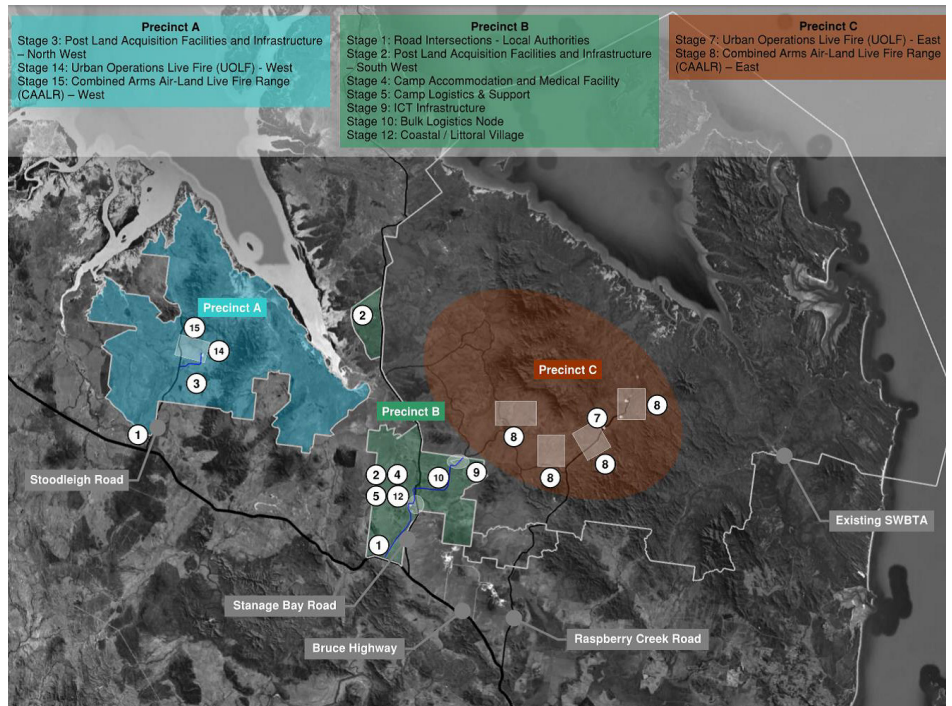 Precinct A
Stage 3: Post Land Acquisition Facilities and Infrastructure
– North West
Stage 14: Urban Operations Live Fire (UOLF) - West
Stage 15: Combined Arms Air-Land Live Fire Range
(CAALR) – West
Precinct B
Stage 1: Road Intersections - Local Authorities
Stage 2: Post Land Acquisition Facilities and Infrastructure
– South West
Stage 4: Camp Accommodation and Medical Facility
Stage 5: Camp Logistics & Support
Stage 9: ICT Infrastructure
Stage 10: Bulk Logistics Node
Stage 12: Coastal / Littoral Village
Precinct C
Stage 7: Urban Operations Live Fire (UOLF) - East
Stage 8: Combined Arms Air-Land Live Fire Range
(CAALR) – East
Precinct A
15
14
3
1
Stoodleigh Road
2
Precinct B
2 4
5 12
10
9
1
Stanage Bay Road
Bruce Highway
Precinct C
8
7
8
8
8
Existing SWBTA
Raspberry Creek Road